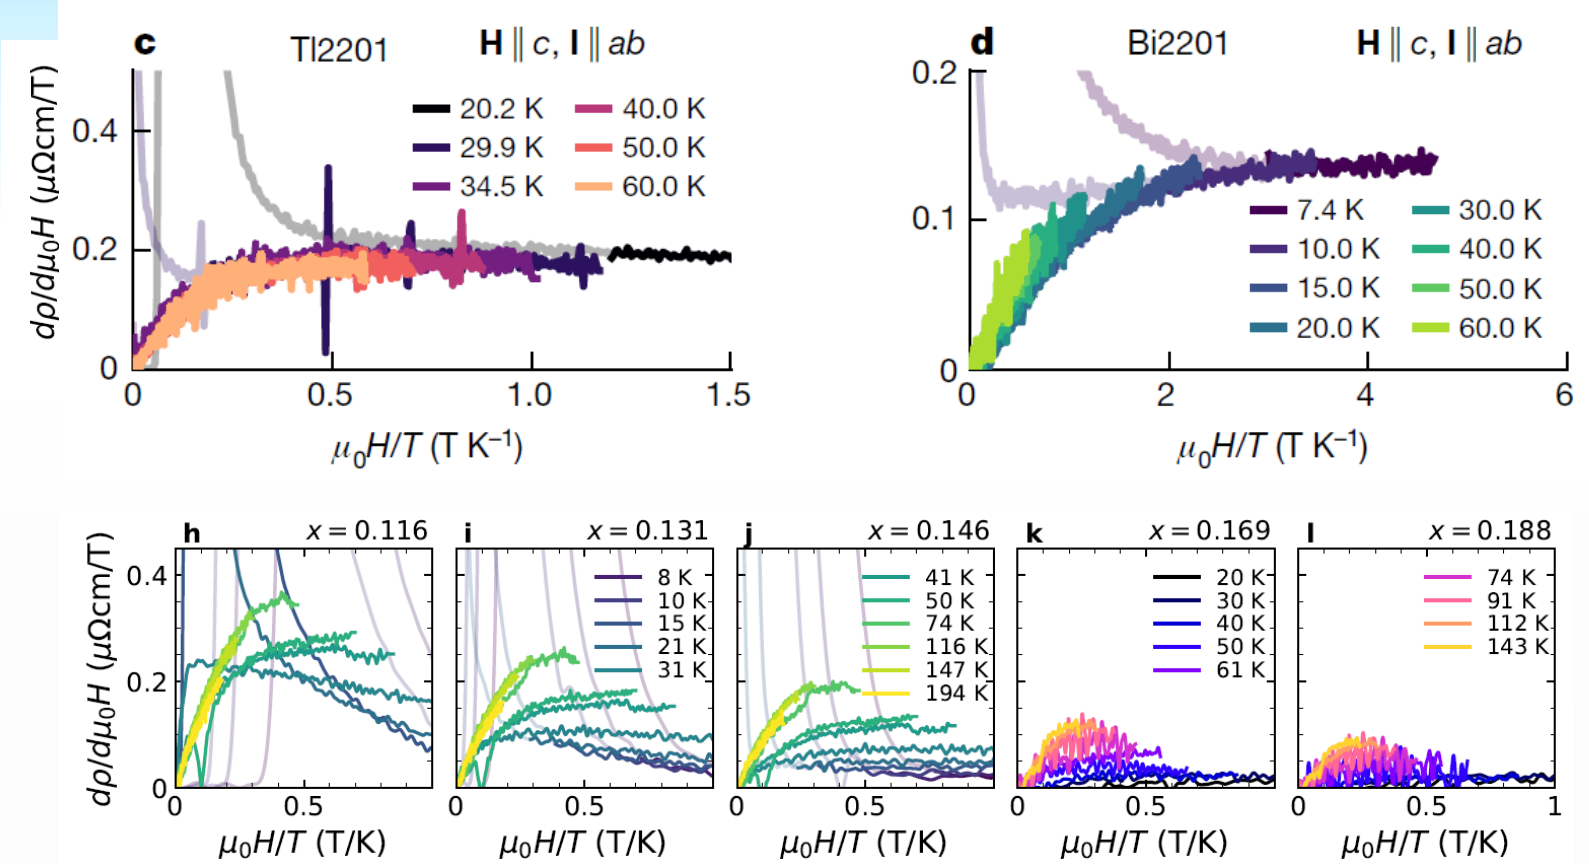 c Tl2201 H ∥ c, I ∥ ab
dρ/dμ₀H (μΩcm/T)
0.4
0.2
0
20.2 K 40.0 K
29.9 K 50.0 K
34.5 K 60.0 K
0 0.5 1.0 1.5
μ₀H/T (T K⁻¹)
d Bi2201 H ∥ c, I ∥ ab
0.2
0.1
0
7.4 K 30.0 K
10.0 K 40.0 K
15.0 K 50.0 K
20.0 K 60.0 K
0 2 4 6
μ₀H/T (T K⁻¹)
dρ/dμ₀H (μΩcm/T)
0.4
0.2
0
h x = 0.116
0 0.5
μ₀H/T (T/K)
i x = 0.131
8 K
10 K
15 K
21 K
31 K
0 0.5
μ₀H/T (T/K)
j x = 0.146
41 K
50 K
74 K
116 K
147 K
194 K
0 0.5
μ₀H/T (T/K)
k x = 0.169
20 K
30 K
40 K
50 K
61 K
0 0.5
μ₀H/T (T/K)
l x = 0.188
74 K
91 K
112 K
143 K
0 0.5 1
μ₀H/T (T/K)